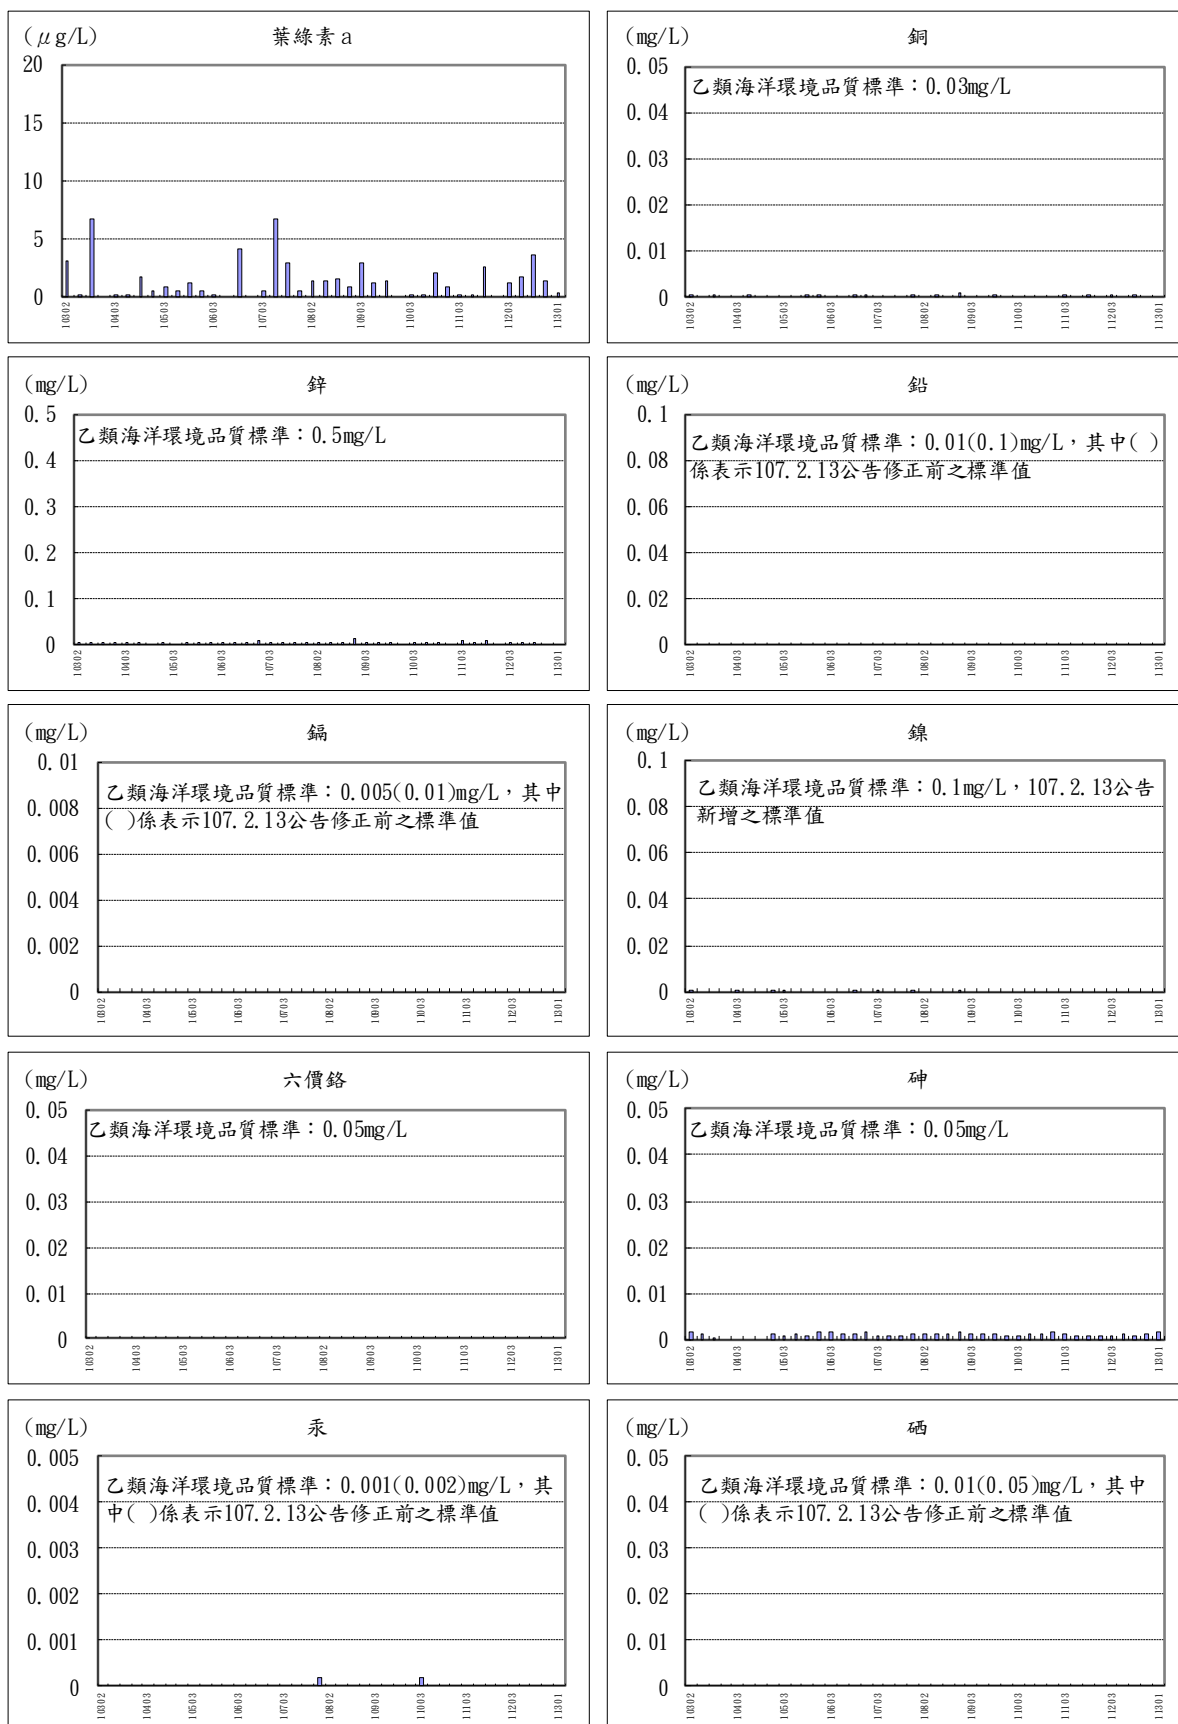 (μg/L) 葉綠素a
20
15
10
5
0
10302 10403 10503 10603 10703 10802 10903 11003 11103 11203 11301
(mg/L) 銅
0.05
乙類海洋環境品質標準：0.03mg/L
0.04
0.03
0.02
0.01
0
10302 10403 10503 10603 10703 10802 10903 11003 11103 11203 11301
(mg/L) 鋅
0.5
乙類海洋環境品質標準：0.5mg/L
0.4
0.3
0.2
0.1
0
10302 10403 10503 10603 10703 10802 10903 11003 11103 11203 11301
(mg/L) 鉛
0.1
乙類海洋環境品質標準：0.01(0.1)mg/L，其中( )
係表示107.2.13公告修正前之標準值
0.08
0.06
0.04
0.02
0
10302 10403 10503 10603 10703 10802 10903 11003 11103 11203 11301
(mg/L) 鎘
0.01
乙類海洋環境品質標準：0.005(0.01)mg/L，其中
( )係表示107.2.13公告修正前之標準值
0.008
0.006
0.004
0.002
0
10302 10403 10503 10603 10703 10802 10903 11003 11103 11203 11301
(mg/L) 鎳
0.1
乙類海洋環境品質標準：0.1mg/L，107.2.13公告
新增之標準值
0.08
0.06
0.04
0.02
0
10302 10403 10503 10603 10703 10802 10903 11003 11103 11203 11301
(mg/L) 六價鉻
0.05
乙類海洋環境品質標準：0.05mg/L
0.04
0.03
0.02
0.01
0
10302 10403 10503 10603 10703 10802 10903 11003 11103 11203 11301
(mg/L) 砷
0.05
乙類海洋環境品質標準：0.05mg/L
0.04
0.03
0.02
0.01
0
10302 10403 10503 10603 10703 10802 10903 11003 11103 11203 11301
(mg/L) 汞
0.005
乙類海洋環境品質標準：0.001(0.002)mg/L，其
中( )係表示107.2.13公告修正前之標準值
0.004
0.003
0.002
0.001
0
10302 10403 10503 10603 10703 10802 10903 11003 11103 11203 11301
(mg/L) 硒
0.05
乙類海洋環境品質標準：0.01(0.05)mg/L，其中
( )係表示107.2.13公告修正前之標準值
0.04
0.03
0.02
0.01
0
10302 10403 10503 10603 10703 10802 10903 11003 11103 11203 11301